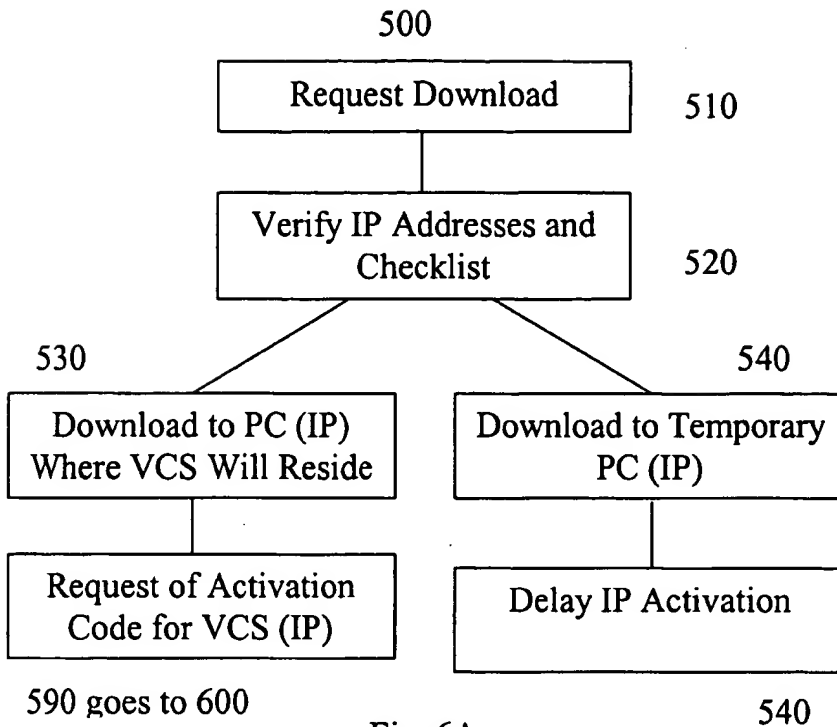 500
Request Download
510
Verify IP Addresses and
Checklist
520
530
540
Download to PC (IP)
Where VCS Will Reside
Download to Temporary
PC (IP)
Request of Activation
Code for VCS (IP)
Delay IP Activation
590 goes to 600
540